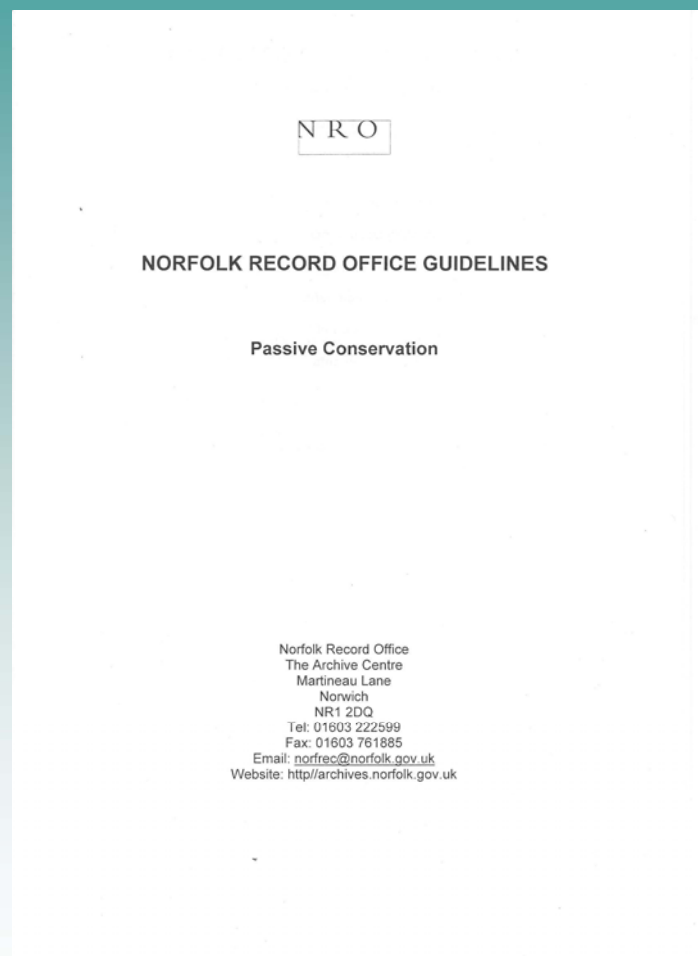 N R O
NORFOLK RECORD OFFICE GUIDELINES
Passive Conservation
Norfolk Record Office
The Archive Centre
Martineau Lane
Norwich
NR1 2DQ
Tel: 01603 222599
Fax: 01603 761885
Email: norfrec@norfolk.gov.uk
Website: http//archives.norfolk.gov.uk